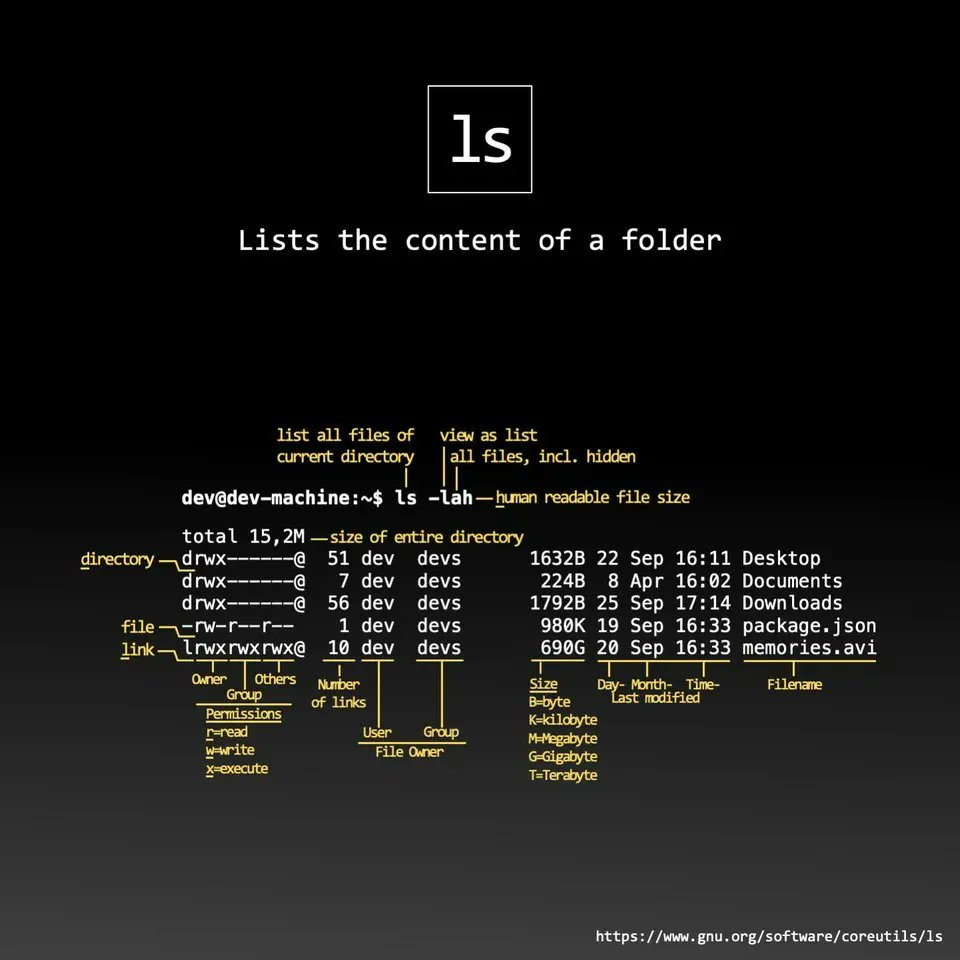 ls
Lists the content of a folder
list all files of
current directory
view as list
all files, incl. hidden
dev@dev-machine:~$ ls -lah
human readable file size
total 15,2M
size of entire directory
directory
drwx------@ 51 dev devs 1632B 22 Sep 16:11 Desktop
drwx------@ 7 dev devs 224B 8 Apr 16:02 Documents
drwx------@ 56 dev devs 1792B 25 Sep 17:14 Downloads
file
-rw-r--r-- 1 dev devs 980K 19 Sep 16:33 package.json
link
lrwxrwxrwx@ 10 dev devs 690G 20 Sep 16:33 memories.avi
Owner
Group
Others
Permissions
r=read
w=write
x=execute
Number
of links
User
Group
File Owner
Size
B=byte
K=kilobyte
M=Megabyte
G=Gigabyte
T=Terabyte
Day- Month- Time-
Last modified
Filename
https://www.gnu.org/software/coreutils/ls